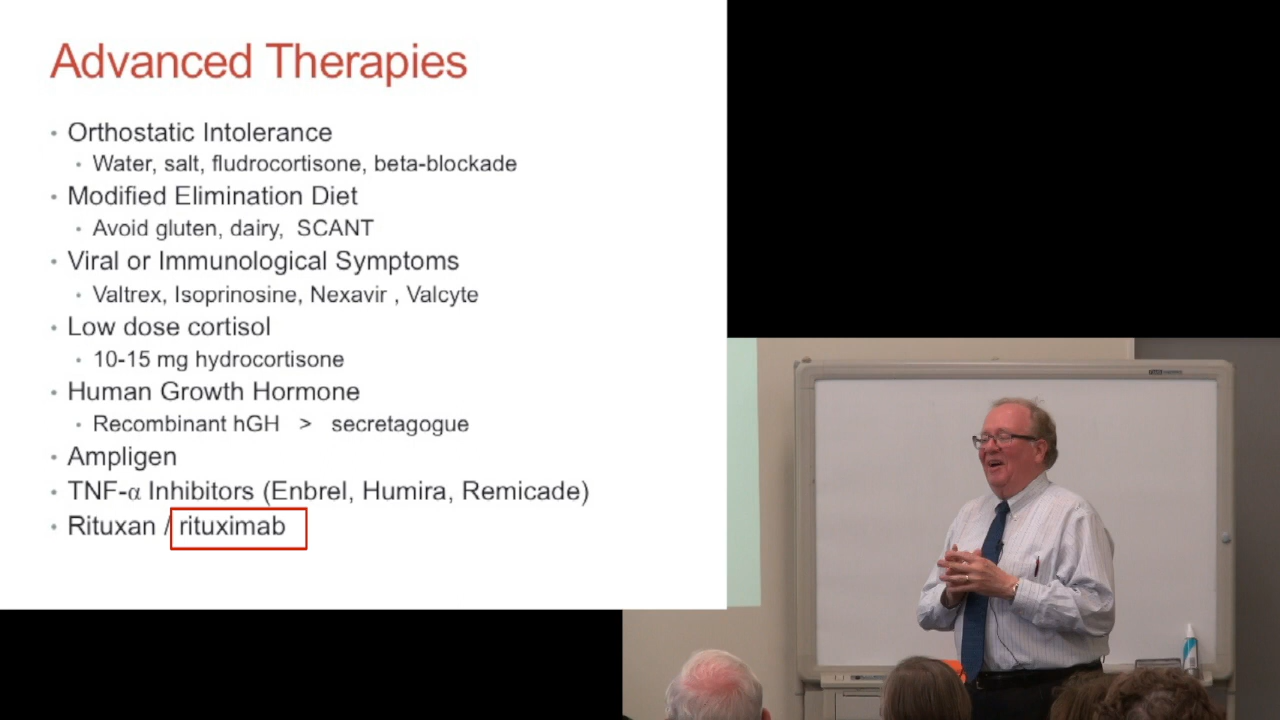 Advanced Therapies
• Orthostatic Intolerance
• Water, salt, fludrocortisone, beta-blockade
• Modified Elimination Diet
• Avoid gluten, dairy, SCANT
• Viral or Immunological Symptoms
• Valtrex, Isoprinosine, Nexavir , Valcyte
• Low dose cortisol
• 10-15 mg hydrocortisone
• Human Growth Hormone
• Recombinant hGH > secretagogue
• Ampligen
• TNF-α Inhibitors (Enbrel, Humira, Remicade)
• Rituxan / rituximab